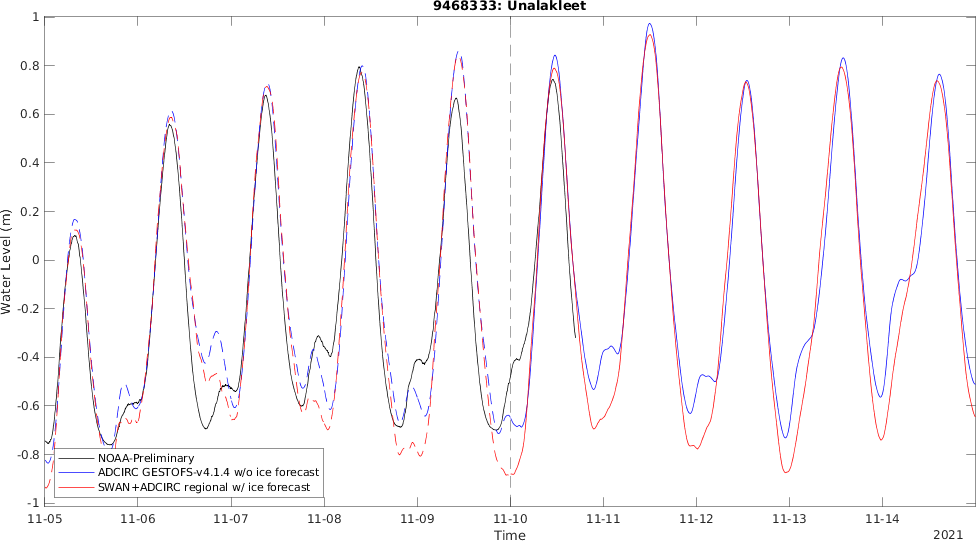 9468333: Unalakleet
Water Level (m)
1
0.8
0.6
0.4
0.2
0
-0.2
-0.4
-0.6
-0.8
-1
NOAA-Preliminary
ADCIRC GESTOFS-v4.1.4 w/o ice forecast
SWAN+ADCIRC regional w/ ice forecast
11-05 11-06 11-07 11-08 11-09 11-10 11-11 11-12 11-13 11-14
Time
2021